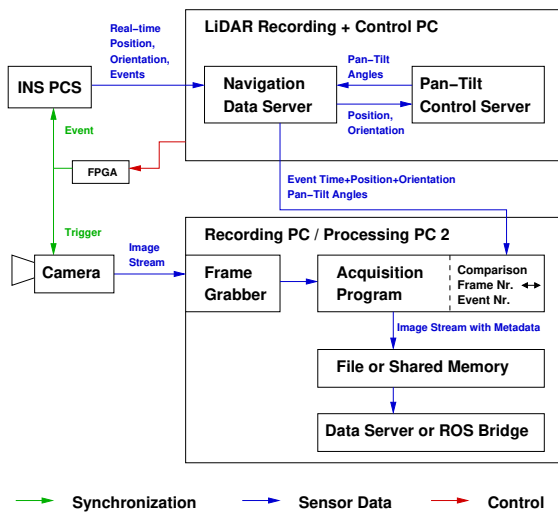 Real-time
Position,
Orientation,
Events
LiDAR Recording + Control PC
INS PCS
Navigation
Data Server
Pan-Tilt
Angles
Position,
Orientation
Pan-Tilt
Control Server
Event
FPGA
Event Time+Position+Orientation
Pan-Tilt Angles
Trigger
Camera
Image
Stream
Recording PC / Processing PC 2
Frame
Grabber
Acquisition
Program
Comparison
Frame Nr.
Event Nr.
Image Stream with Metadata
File or Shared Memory
Data Server or ROS Bridge
Synchronization
Sensor Data
Control